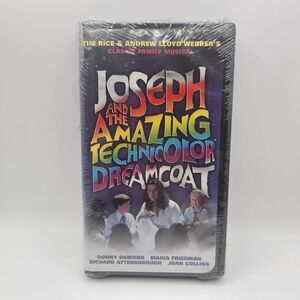 TIM RICE & ANDREW LLOYD WEBBER'S
CLASSIC FAMILY MUSICAL
JOSEPH
AND THE
AMAZING
TECHNICOLOR
DREAMCOAT
DONNY OSMOND MARIA FRIEDMAN
RICHARD ATTENBOROUGH JOAN COLLINS